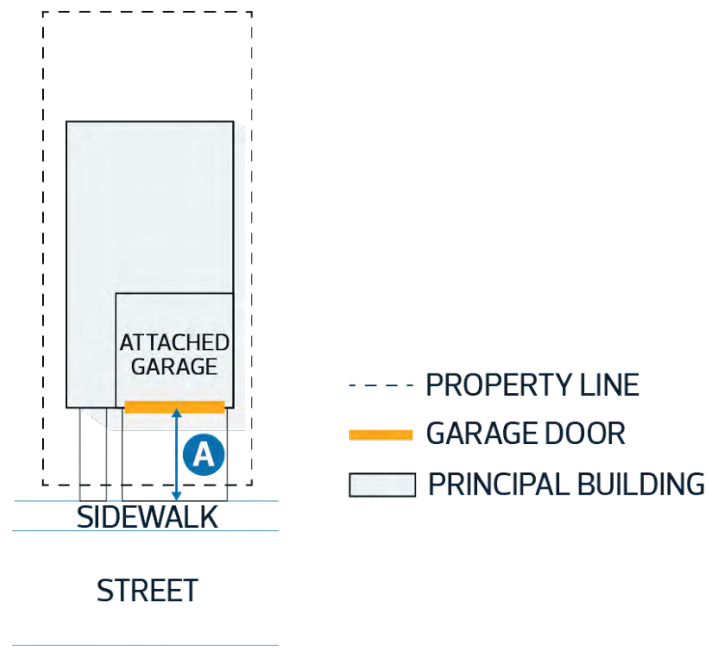 ATTACHED
GARAGE
A
SIDEWALK
STREET
PROPERTY LINE
GARAGE DOOR
PRINCIPAL BUILDING